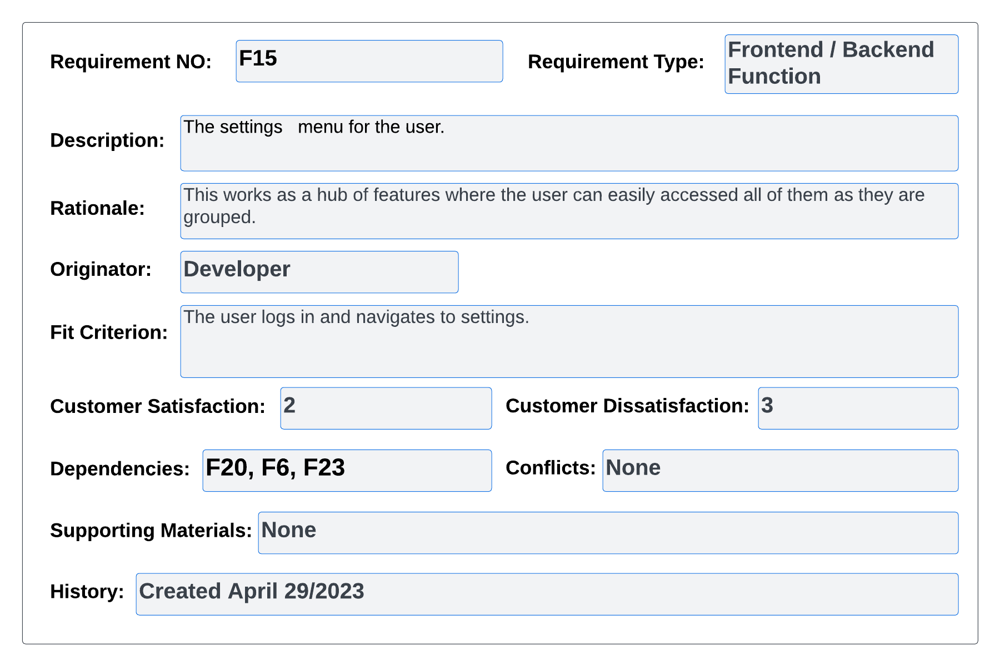 Requirement NO: F15 Requirement Type: Frontend / Backend
Function
Description: The settings   menu for the user.
Rationale: This works as a hub of features where the user can easily accessed all of them as they are
grouped.
Originator: Developer
Fit Criterion: The user logs in and navigates to settings.
Customer Satisfaction: 2 Customer Dissatisfaction: 3
Dependencies: F20, F6, F23 Conflicts: None
Supporting Materials: None
History: Created April 29/2023